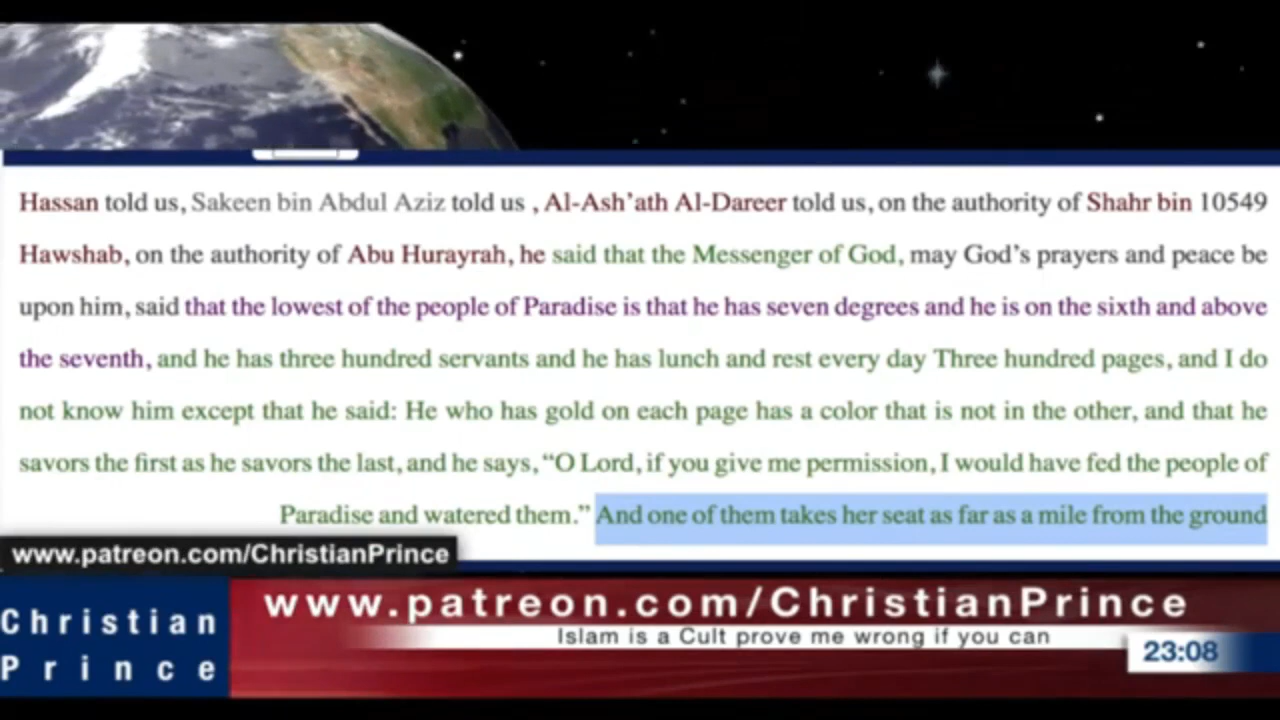 Hassan told us, Sakeen bin Abdul Aziz told us , Al-Ash’ath Al-Dareer told us, on the authority of Shahr bin 10549
Hawshab, on the authority of Abu Hurayrah, he said that the Messenger of God, may God’s prayers and peace be
upon him, said that the lowest of the people of Paradise is that he has seven degrees and he is on the sixth and above
the seventh, and he has three hundred servants and he has lunch and rest every day Three hundred pages, and I do
not know him except that he said: He who has gold on each page has a color that is not in the other, and that he
savors the first as he savors the last, and he says, “O Lord, if you give me permission, I would have fed the people of
Paradise and watered them.” And one of them takes her seat as far as a mile from the ground
www.patreon.com/ChristianPrince
Christian
Prince
www.patreon.com/ChristianPrince
Islam is a Cult prove me wrong if you can
23:08